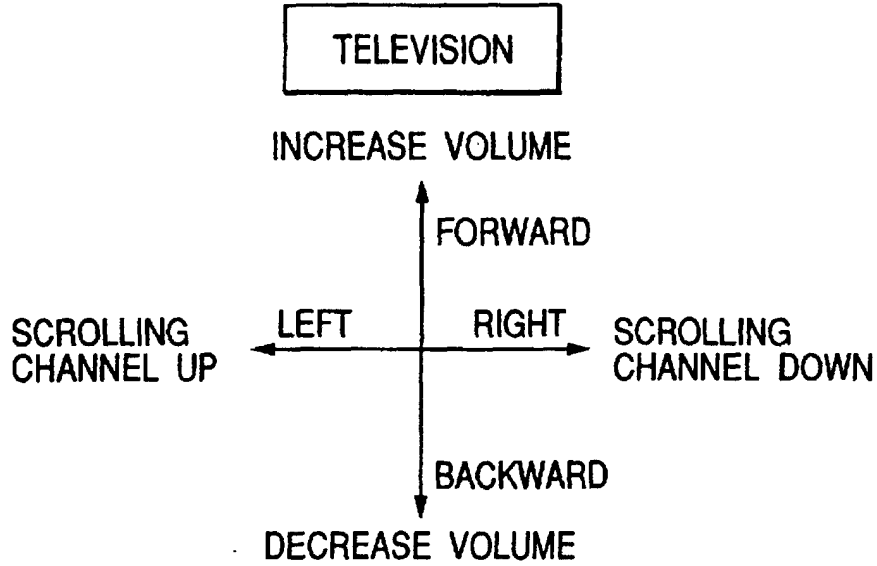 TELEVISION
INCREASE VOLUME
FORWARD
LEFT
RIGHT
SCROLLING
CHANNEL UP
SCROLLING
CHANNEL DOWN
BACKWARD
DECREASE VOLUME